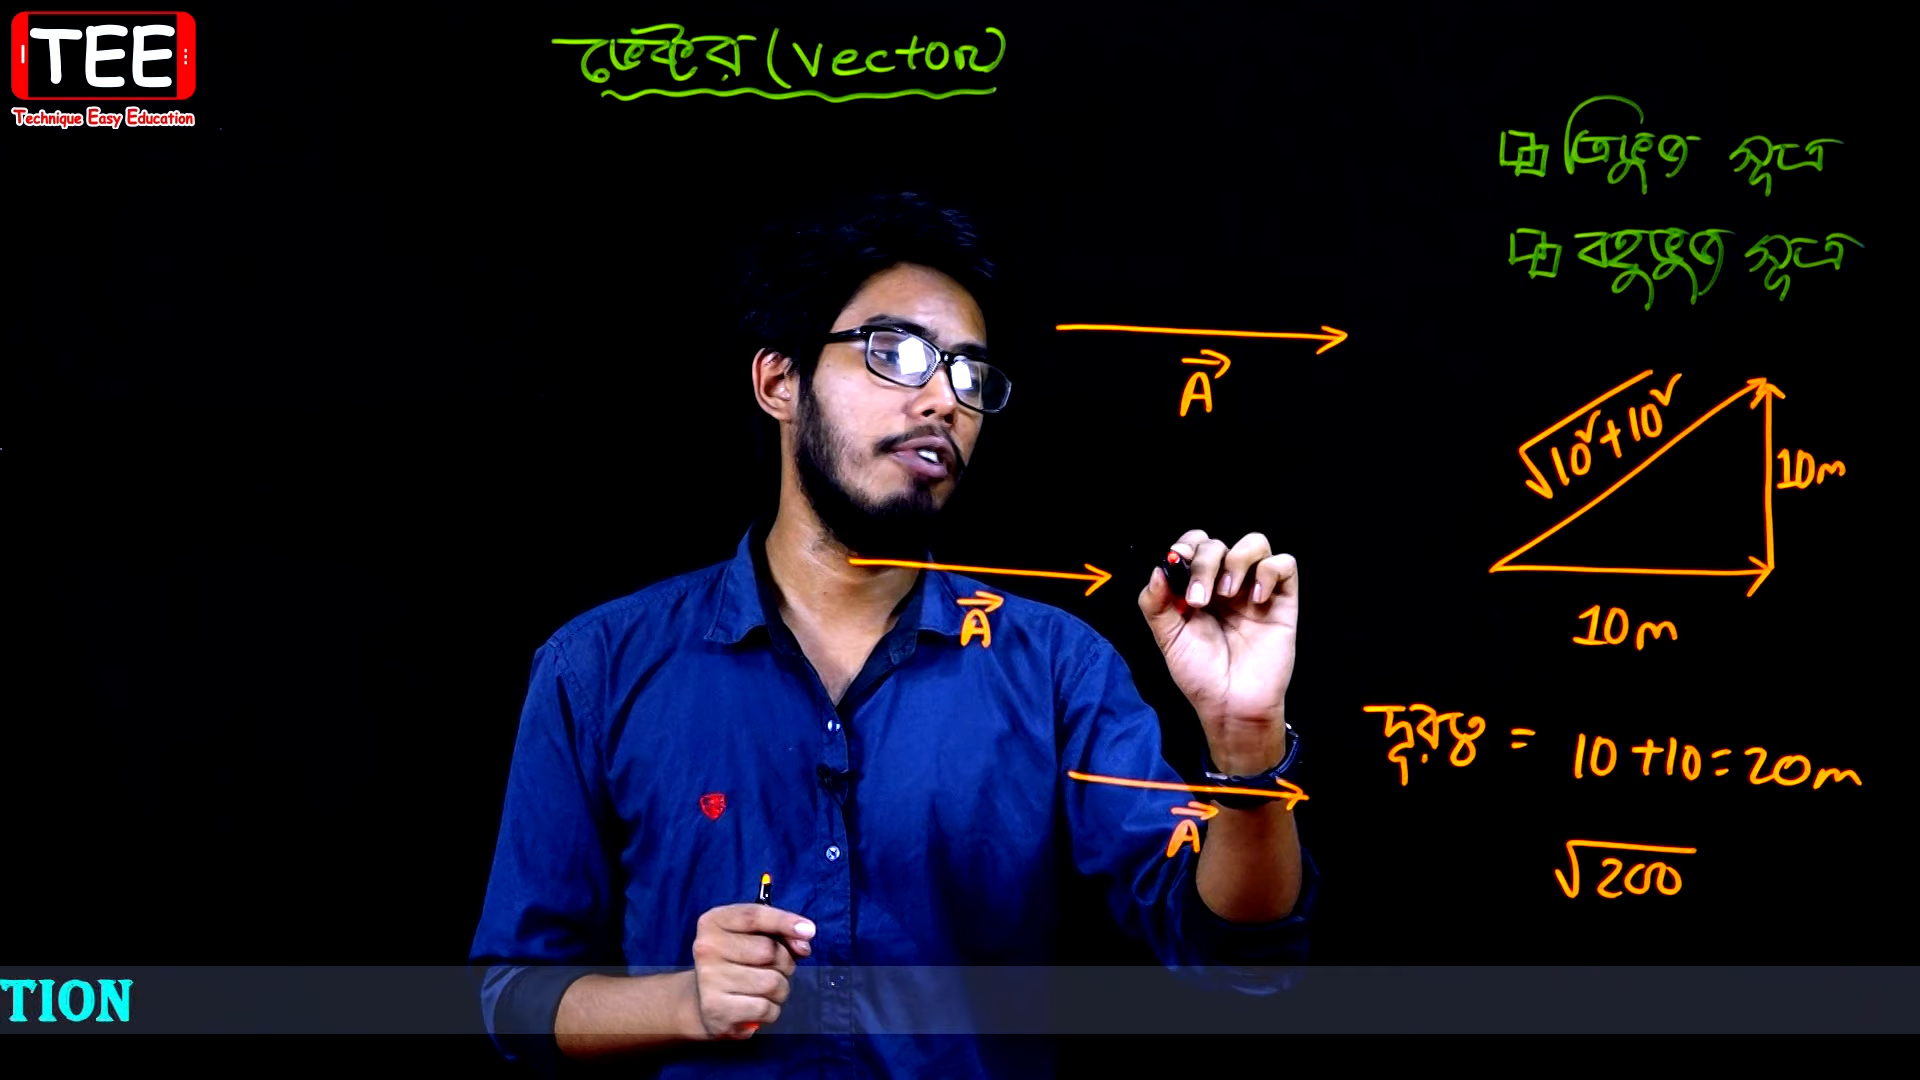 TEE
Technique Easy Education
ভেক্টর (Vector)
ত্রিভুজ সূত্র
বহুভুজ সূত্র
A
√10²+10²
10m
A
10m
দূরত্ব = 10+10=20m
A
√200
TION